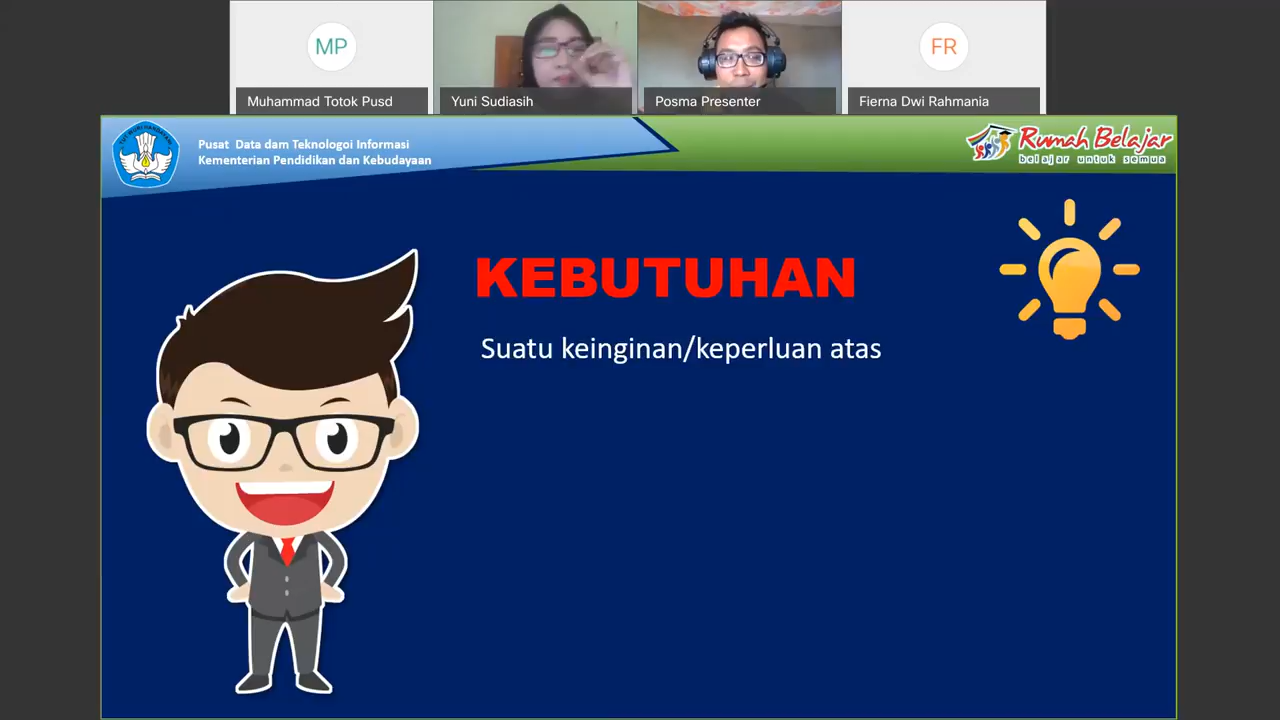 MP
FR
Muhammad Totok Pusd
Yuni Sudiasih
Posma Presenter
Fierna Dwi Rahmania
Pusat Data dam Teknologoi Informasi
Kementerian Pendidikan dan Kebudayaan
Rumah Belajar
belajar untuk semua
KEBUTUHAN
Suatu keinginan/keperluan atas